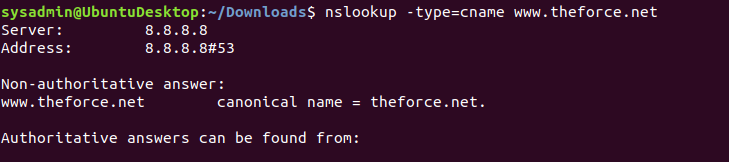 sysadmin@UbuntuDesktop:~/Downloads$ nslookup -type=cname www.theforce.net
Server:         8.8.8.8
Address:        8.8.8.8#53

Non-authoritative answer:
www.theforce.net        canonical name = theforce.net.

Authoritative answers can be found from: